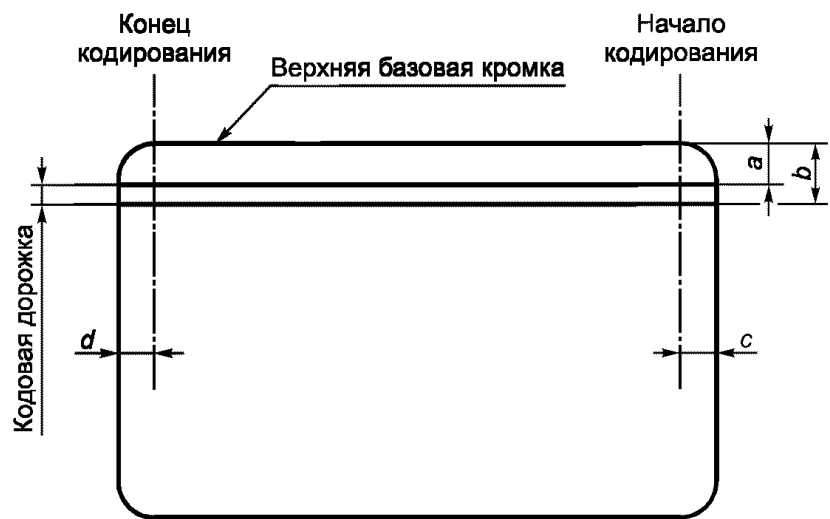 Конец
кодирования
Начало
кодирования
Верхняя базовая кромка
a
b
Кодовая дорожка
d
c